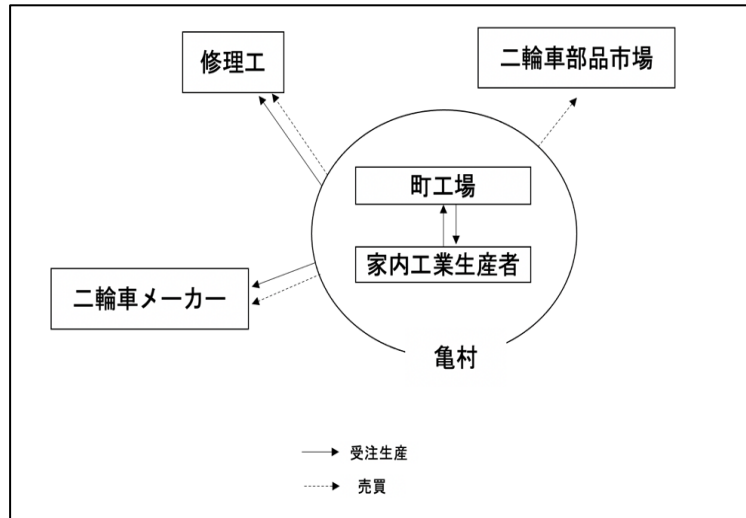 修理工
二輪車部品市場
町工場
家内工業生産者
二輪車メーカー
亀村
受注生産
売買